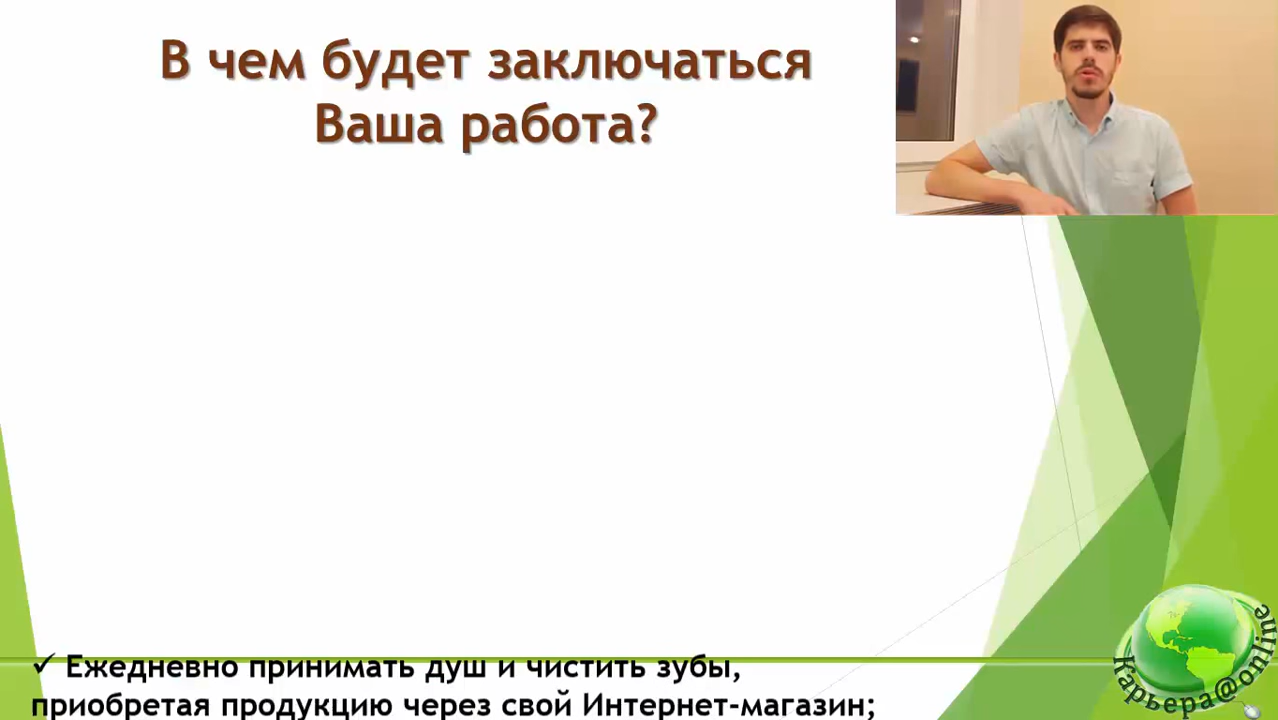 В чем будет заключаться
Ваша работа?
✓ Ежедневно принимать душ и чистить зубы,
приобретая продукцию через свой Интернет-магазин;
Карьера@online